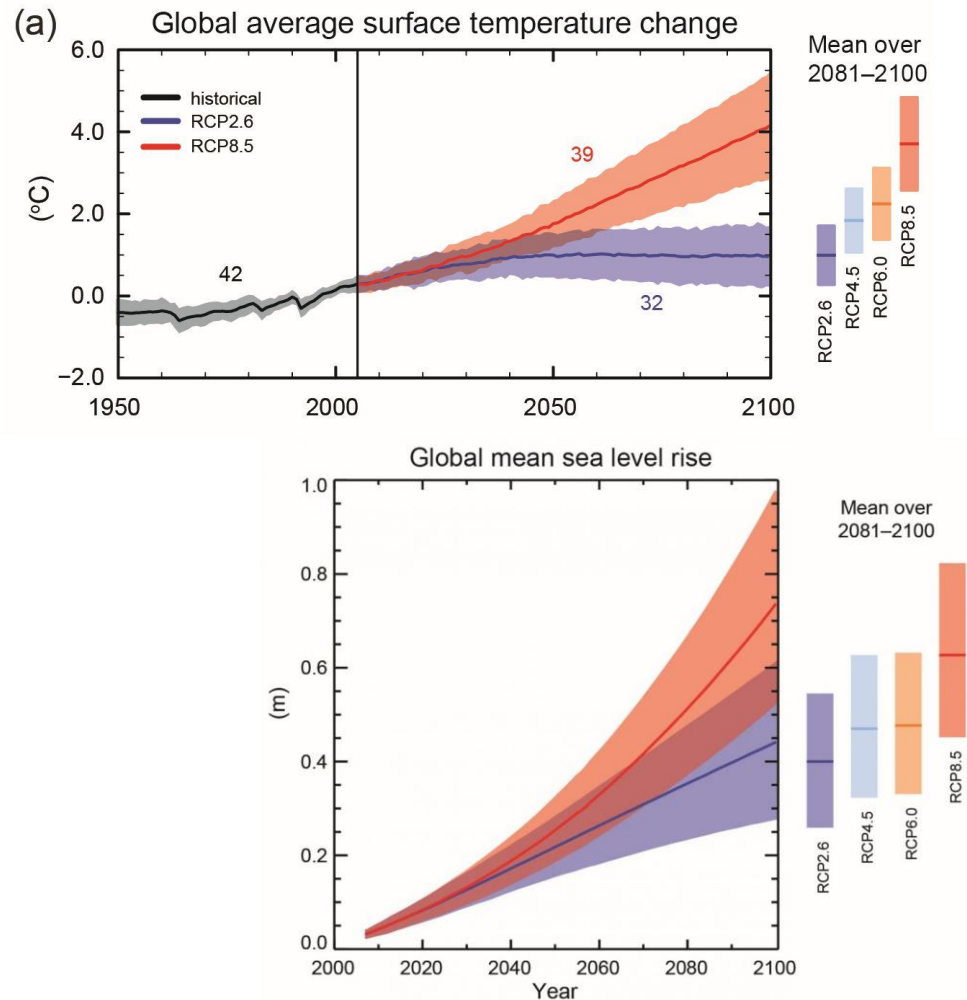 (a)
Global average surface temperature change
6.0
4.0
2.0
0.0
−2.0
(°C)
historical
RCP2.6
RCP8.5
42
39
32
1950
2000
2050
2100
Mean over
2081–2100
RCP2.6
RCP4.5
RCP6.0
RCP8.5
Global mean sea level rise
1.0
0.8
0.6
0.4
0.2
0.0
(m)
2000
2020
2040
2060
2080
2100
Year
Mean over
2081–2100
RCP2.6
RCP4.5
RCP6.0
RCP8.5